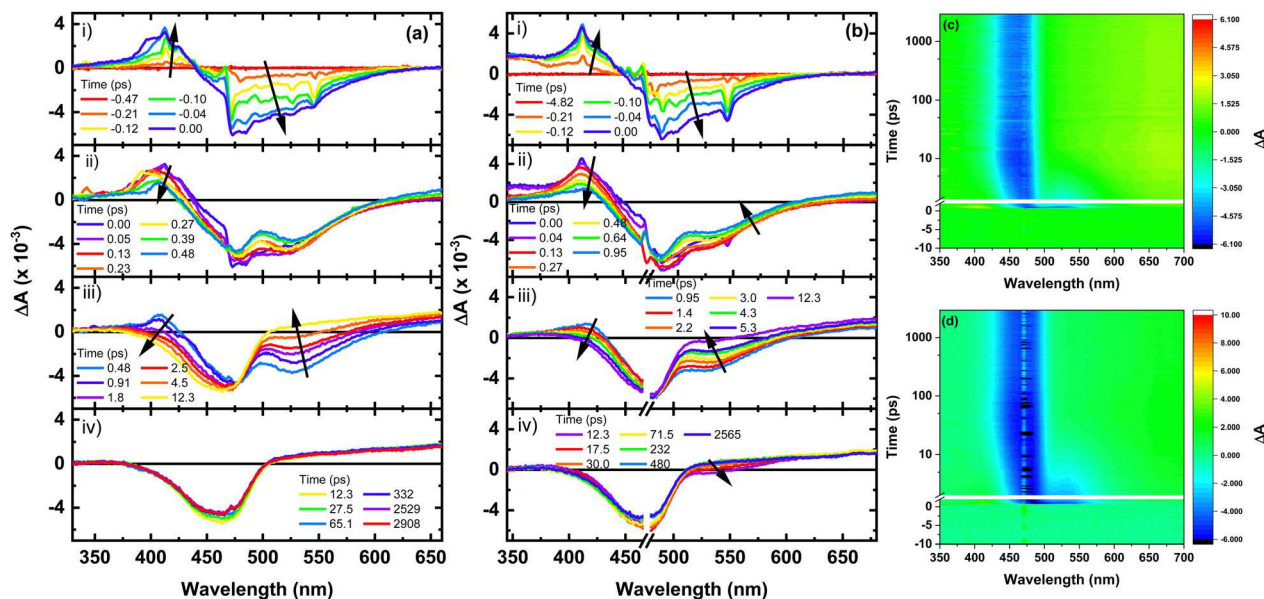 i) (a)
4
0
-4
Time (ps)
-0.47 -0.10
-0.21 -0.04
-0.12 0.00
ii)
4
0
-4
Time (ps)
0.00 0.27
0.05 0.39
0.13 0.48
0.23
iii)
4
0
-4
Time (ps)
0.48 2.5
0.91 4.5
1.8 12.3
iv)
4
0
-4
Time (ps)
12.3 332
27.5 2529
65.1 2908
350 400 450 500 550 600 650
Wavelength (nm)
ΔA (x 10⁻³)
i) (b)
4
0
-4
Time (ps)
-4.82 -0.10
-0.21 -0.04
-0.12 0.00
ii)
4
0
-4
Time (ps)
0.00 0.48
0.04 0.64
0.13 0.95
0.27
iii)
4
0
-4
Time (ps)
0.95 3.0 12.3
1.4 4.3
2.2 5.3
iv)
4
0
-4
Time (ps)
12.3 71.5 2565
17.5 232
30.0 480
350 400 450 500 550 600 650
Wavelength (nm)
ΔA (x 10⁻³)
(c)
1000
100
10
0
-5
-10
Time (ps)
350 400 450 500 550 600 650 700
Wavelength (nm)
6.100
4.575
3.050
1.525
0.000
-1.525
-3.050
-4.575
-6.100
ΔA
(d)
1000
100
10
0
-5
-10
Time (ps)
350 400 450 500 550 600 650 700
Wavelength (nm)
10.00
8.000
6.000
4.000
2.000
0.000
-2.000
-4.000
-6.000
ΔA